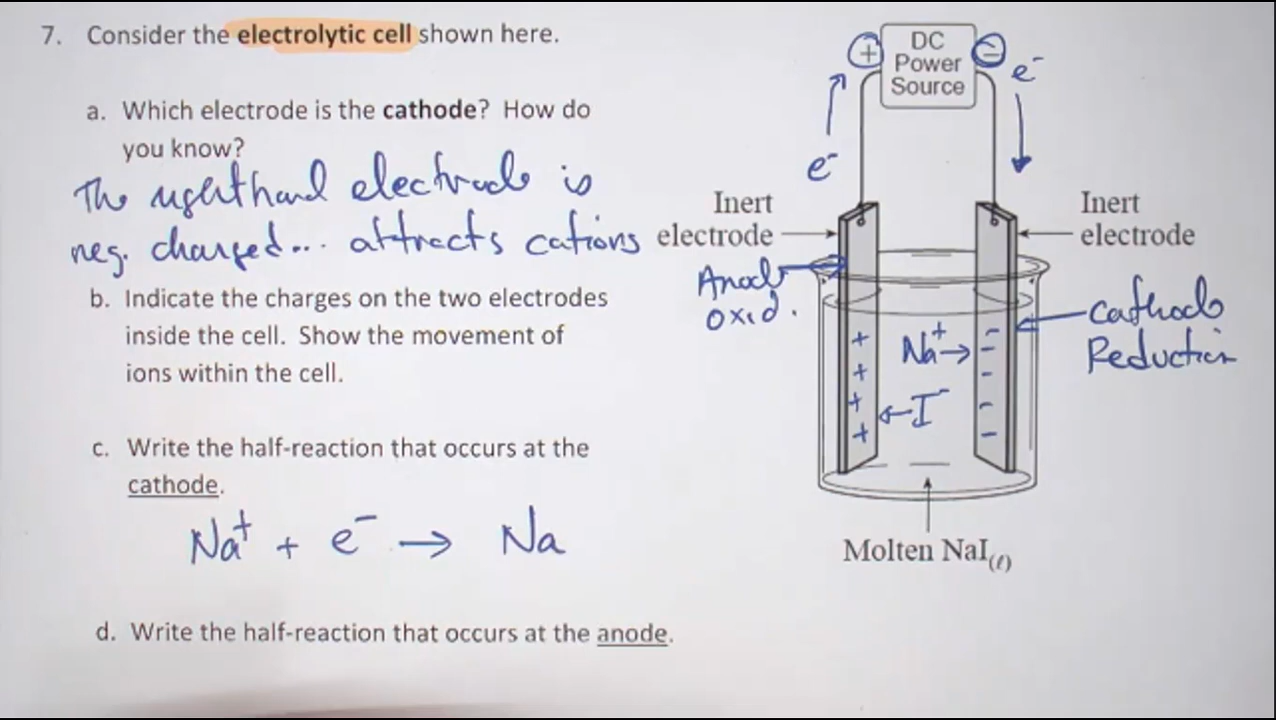 7. Consider the electrolytic cell shown here.
a. Which electrode is the cathode? How do
you know?
The righthand electrode is
neg. charged... attracts cations
b. Indicate the charges on the two electrodes
inside the cell. Show the movement of
ions within the cell.
c. Write the half-reaction that occurs at the
cathode.
Na⁺ + e⁻ → Na
d. Write the half-reaction that occurs at the anode.
+
DC
Power
Source
−
e⁻
e⁻
Inert
electrode
Inert
electrode
Anode
oxid.
Cathode
Reduction
+
+
+
+
Na⁺ →
← I⁻
−
−
−
−
−
Molten NaI(ℓ)